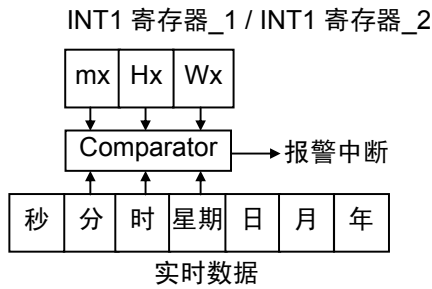 INT1 寄存器_1 / INT1 寄存器_2
mx Hx Wx
Comparator 报警中断
秒 分 时 星期 日 月 年
实时数据